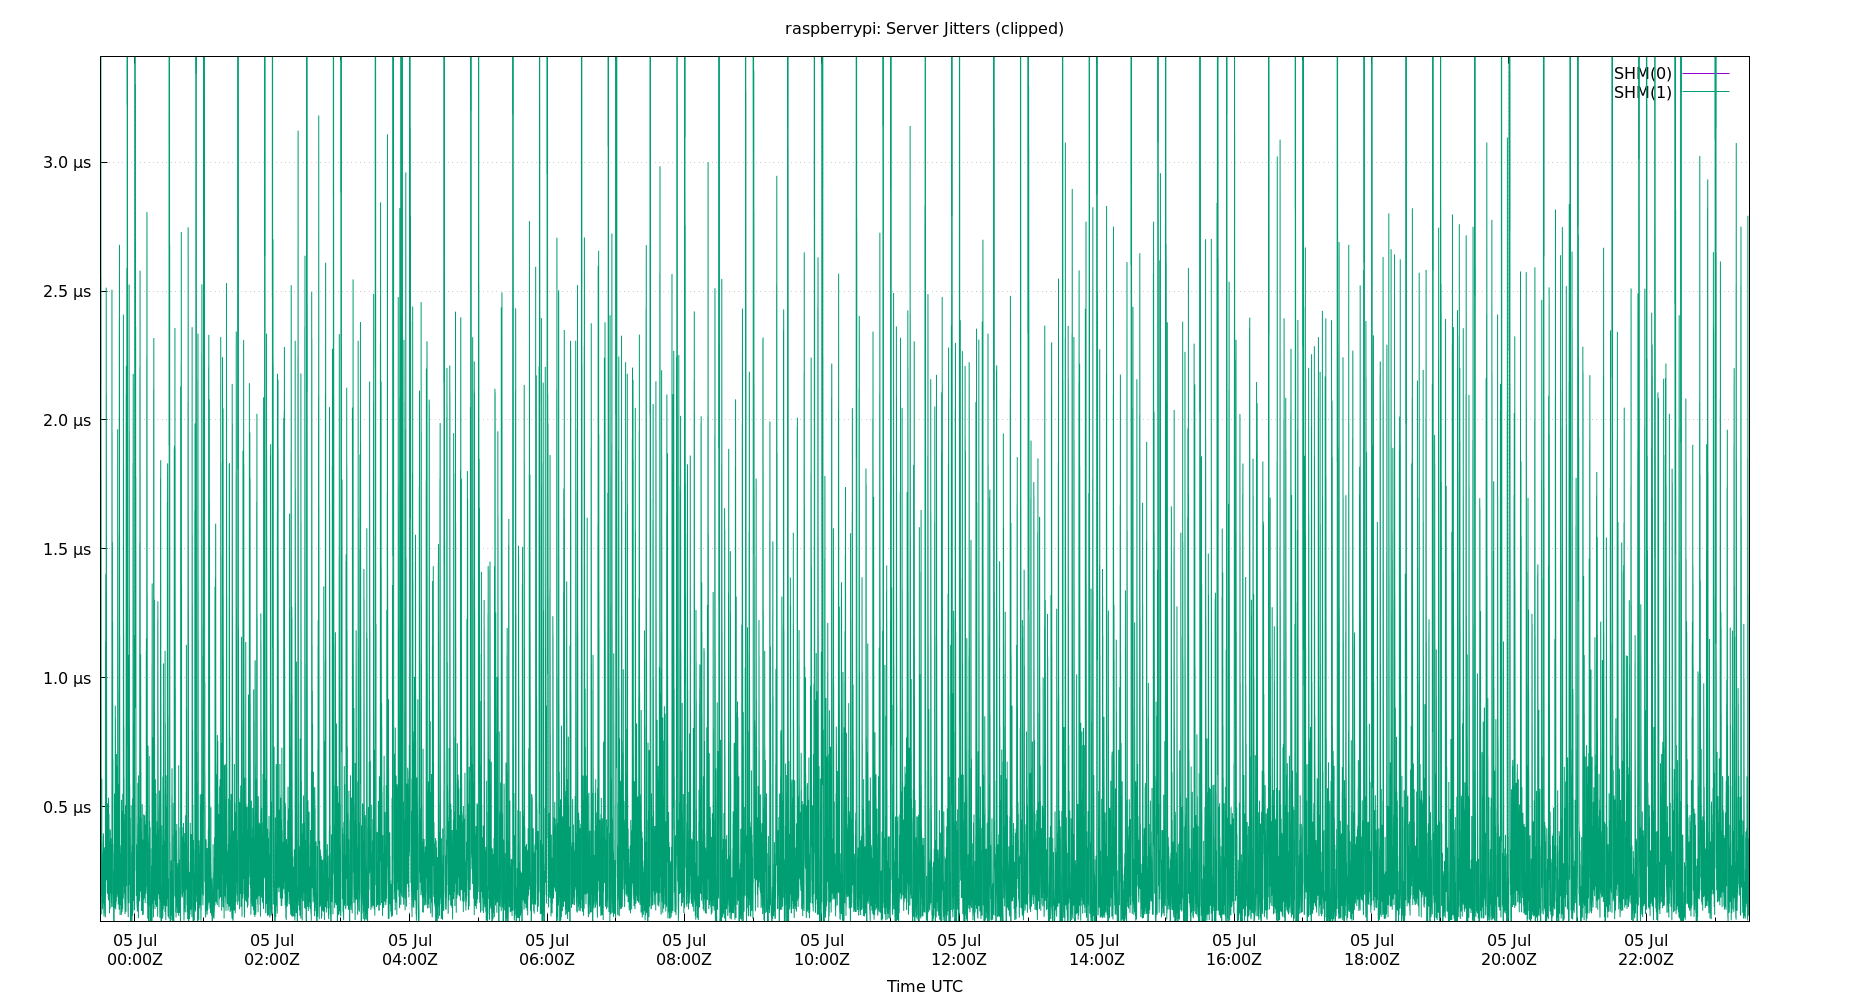 raspberrypi: Server Jitters (clipped)
SHM(0)
SHM(1)
3.0 µs
2.5 µs
2.0 µs
1.5 µs
1.0 µs
0.5 µs
05 Jul 05 Jul 05 Jul 05 Jul 05 Jul 05 Jul 05 Jul 05 Jul 05 Jul 05 Jul 05 Jul 05 Jul
00:00Z 02:00Z 04:00Z 06:00Z 08:00Z 10:00Z 12:00Z 14:00Z 16:00Z 18:00Z 20:00Z 22:00Z
Time UTC